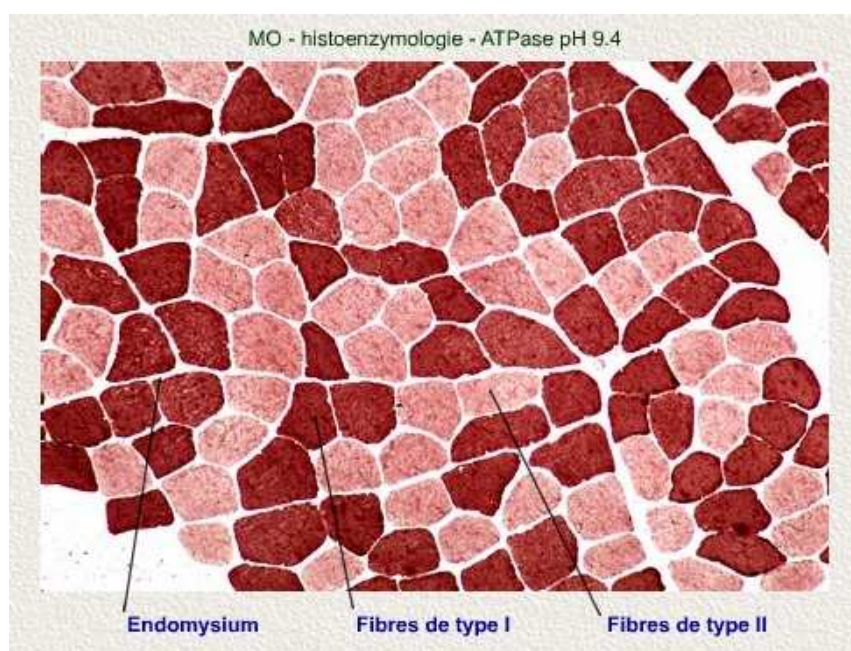 MO - histoenzymologie - ATPase pH 9.4
Endomysium
Fibres de type I
Fibres de type II